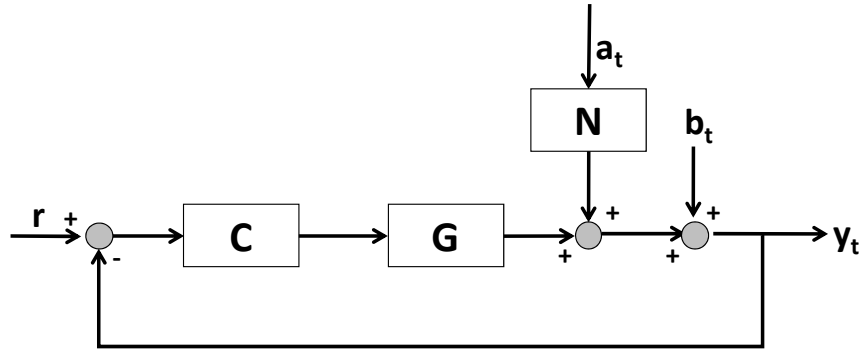 a_t
N
b_t
r + C G + + + + y_t
-